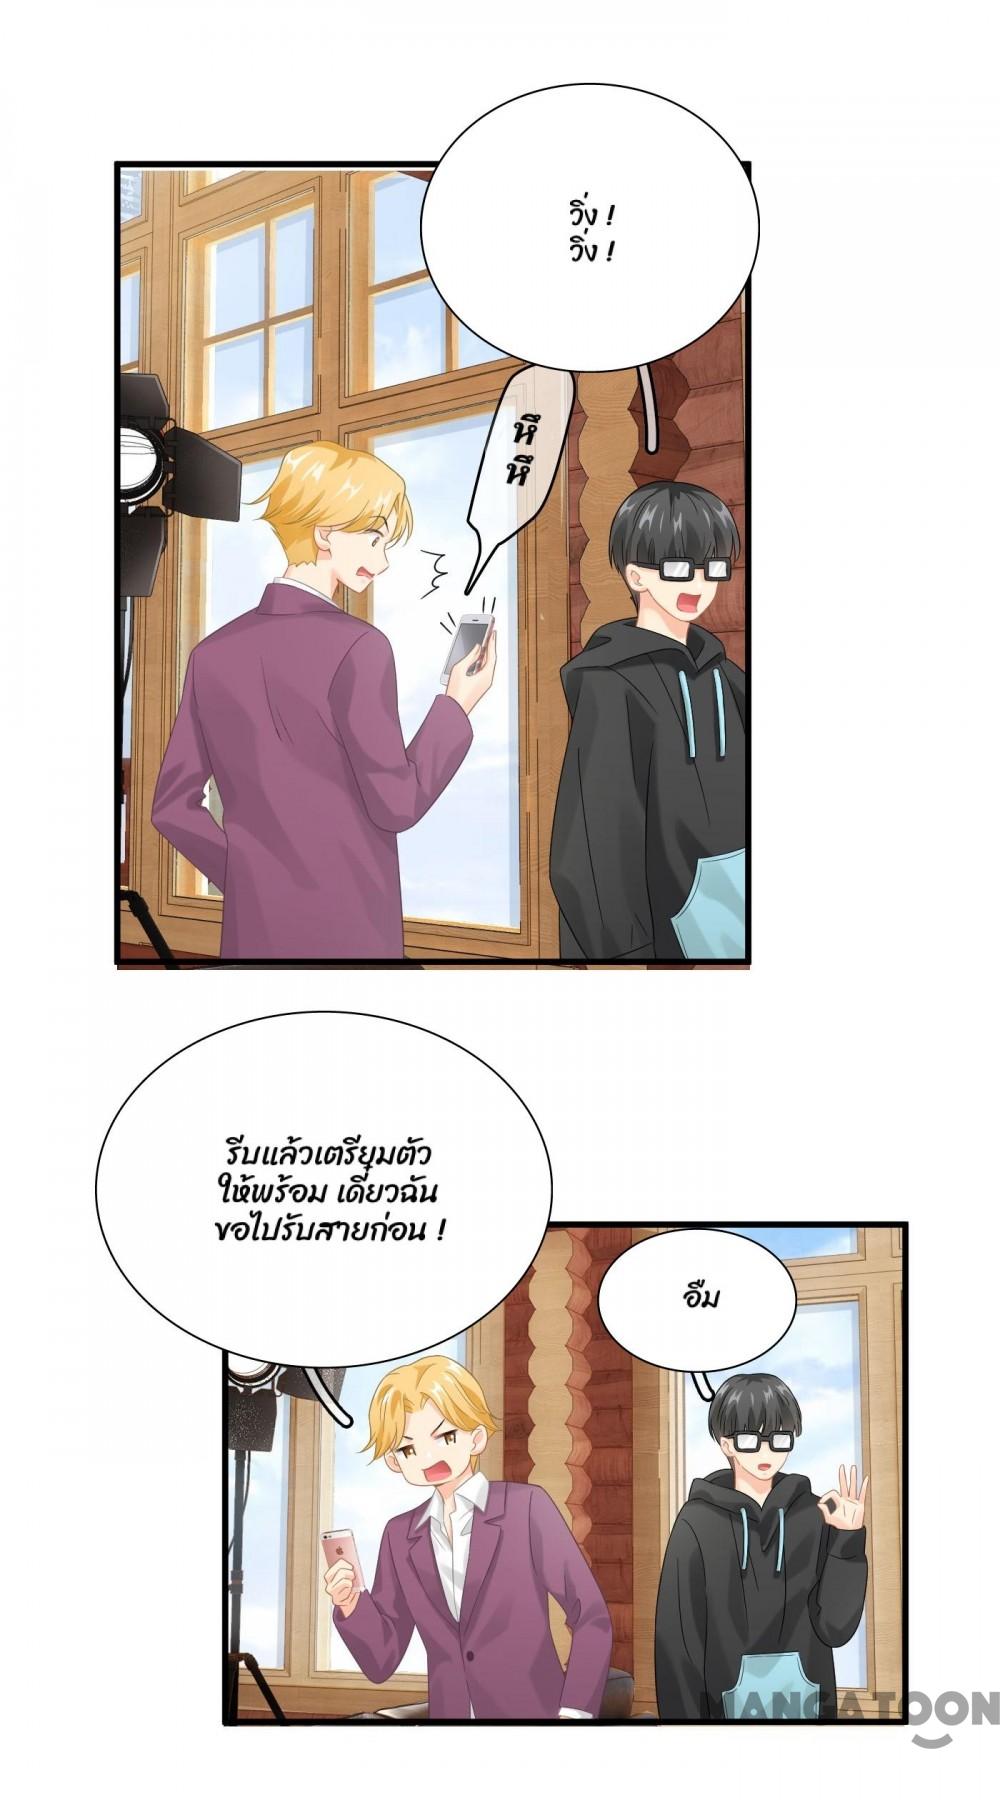 วิ่ง !
วิ่ง !
หึ
หึ
รีบแล้วเตรียมตัว
ให้พร้อม เดี๋ยวฉัน
ขอไปรับสายก่อน !
อืม
MANGATOON